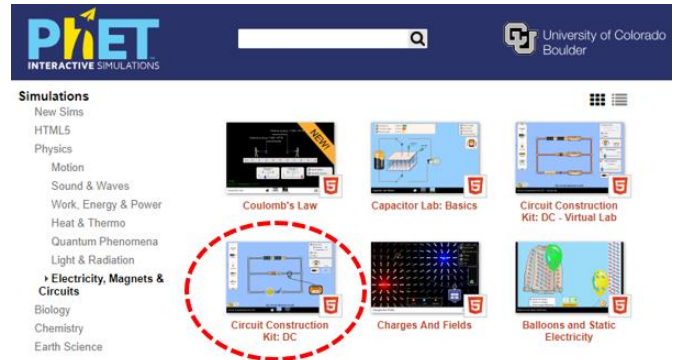 PhET
INTERACTIVE SIMULATIONS
University of Colorado
Boulder
Simulations
New Sims
HTML5
Physics
Motion
Sound & Waves
Work, Energy & Power
Heat & Thermo
Quantum Phenomena
Light & Radiation
Electricity, Magnets &
Circuits
Biology
Chemistry
Earth Science
NEW!
Coulomb's Law
Capacitor Lab: Basics
Circuit Construction
Kit: DC - Virtual Lab
Circuit Construction
Kit: DC
Charges And Fields
Balloons and Static
Electricity